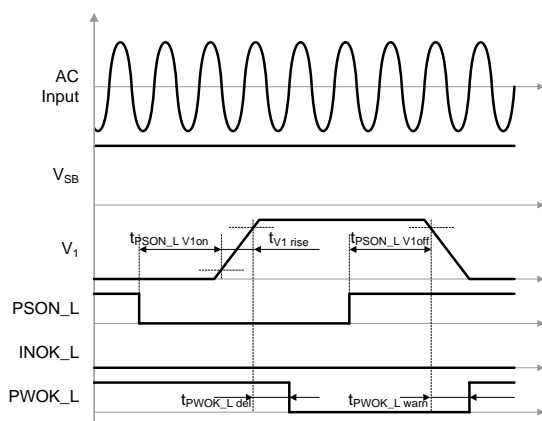 AC
Input
VSB
V1
tPSON_L V1on
tV1 rise
tPSON_L V1off
PSON_L
INOK_L
PWOK_L
tPWOK_L del
tPWOK_L warn